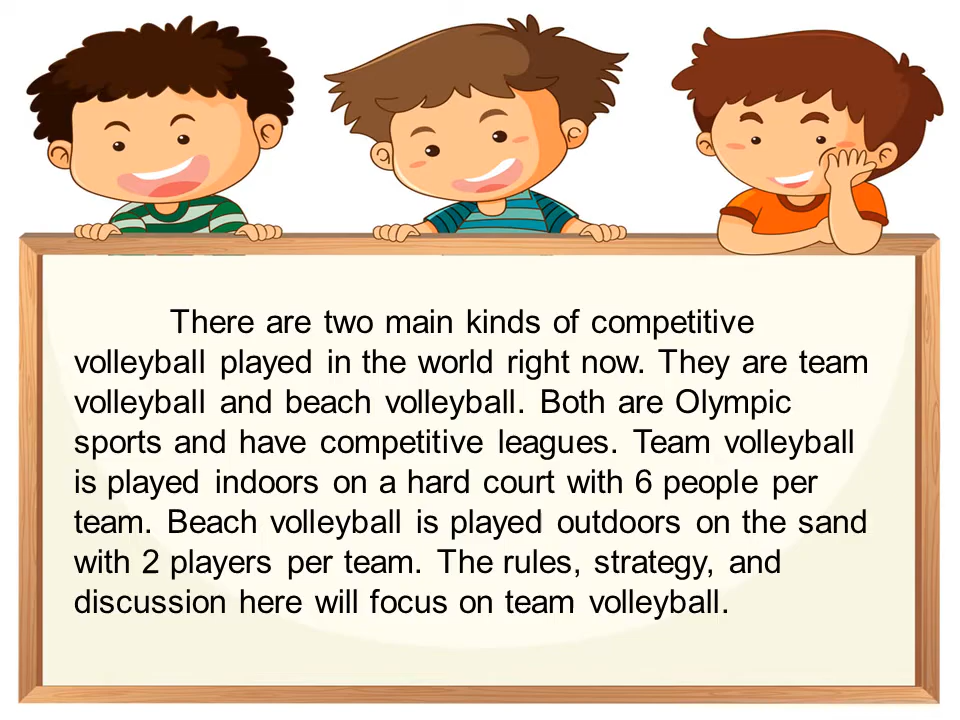 There are two main kinds of competitive
volleyball played in the world right now. They are team
volleyball and beach volleyball. Both are Olympic
sports and have competitive leagues. Team volleyball
is played indoors on a hard court with 6 people per
team. Beach volleyball is played outdoors on the sand
with 2 players per team. The rules, strategy, and
discussion here will focus on team volleyball.